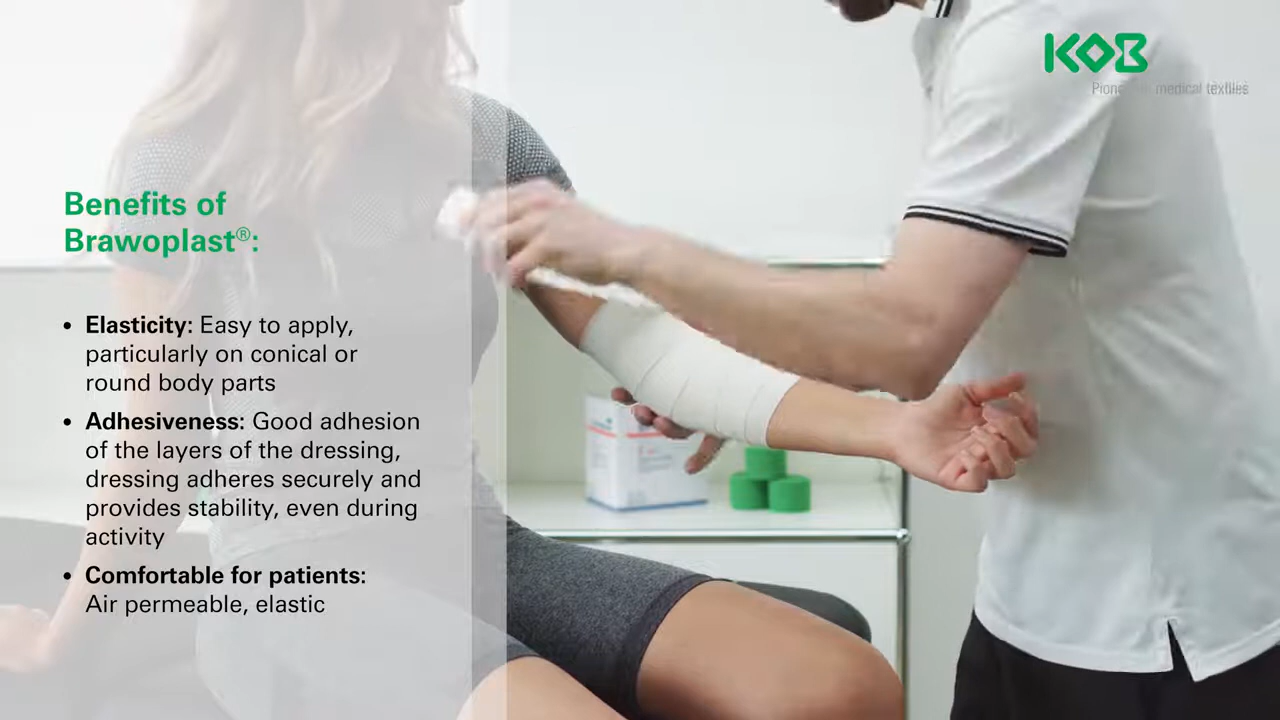 KOB
medical textiles
Benefits of
Brawoplast®:
• Elasticity: Easy to apply,
particularly on conical or
round body parts
• Adhesiveness: Good adhesion
of the layers of the dressing,
dressing adheres securely and
provides stability, even during
activity
• Comfortable for patients:
Air permeable, elastic